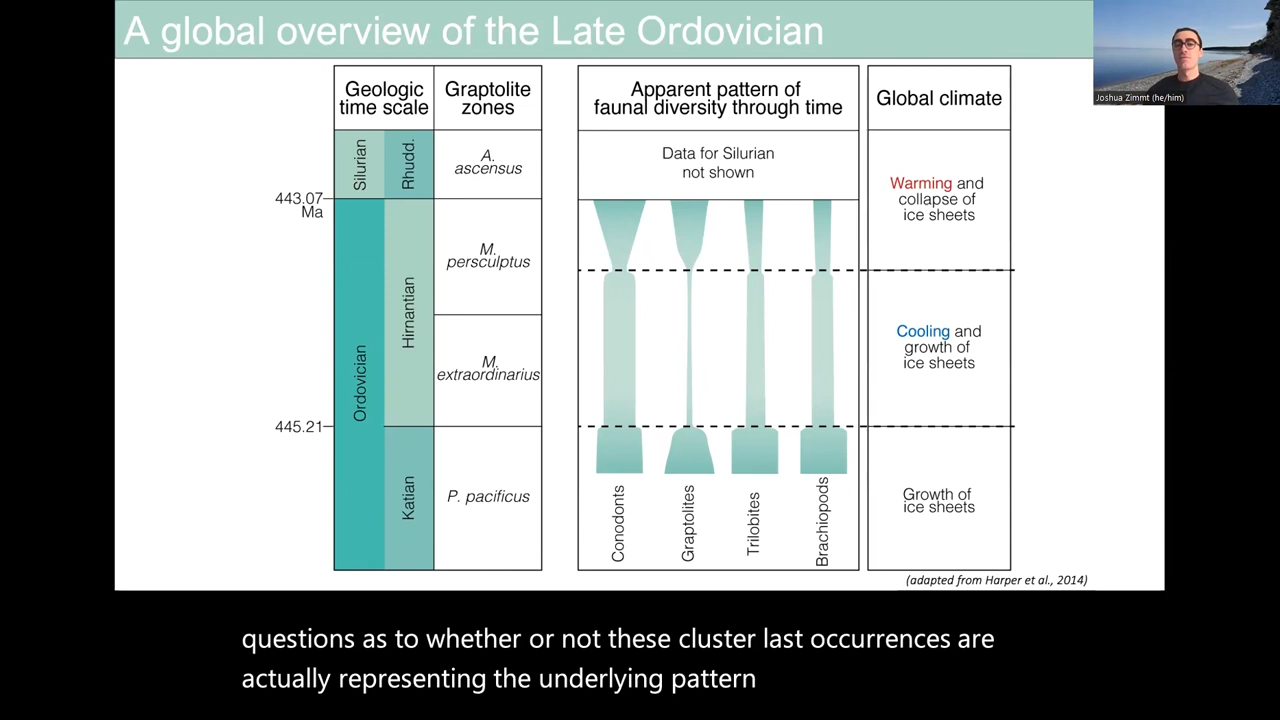 A global overview of the Late Ordovician
Joshua Zimmt (he/him)
Geologic
time scale
Graptolite
zones
Apparent pattern of
faunal diversity through time
Global climate
Silurian
Rhudd.
A.
ascensus
Data for Silurian
not shown
Warming and
collapse of
ice sheets
443.07
Ma
Ordovician
Hirnantian
M.
persculptus
M.
extraordinarius
Cooling and
growth of
ice sheets
445.21
Katian
P. pacificus
Conodonts
Graptolites
Trilobites
Brachiopods
Growth of
ice sheets
(adapted from Harper et al., 2014)
questions as to whether or not these cluster last occurrences are
actually representing the underlying pattern